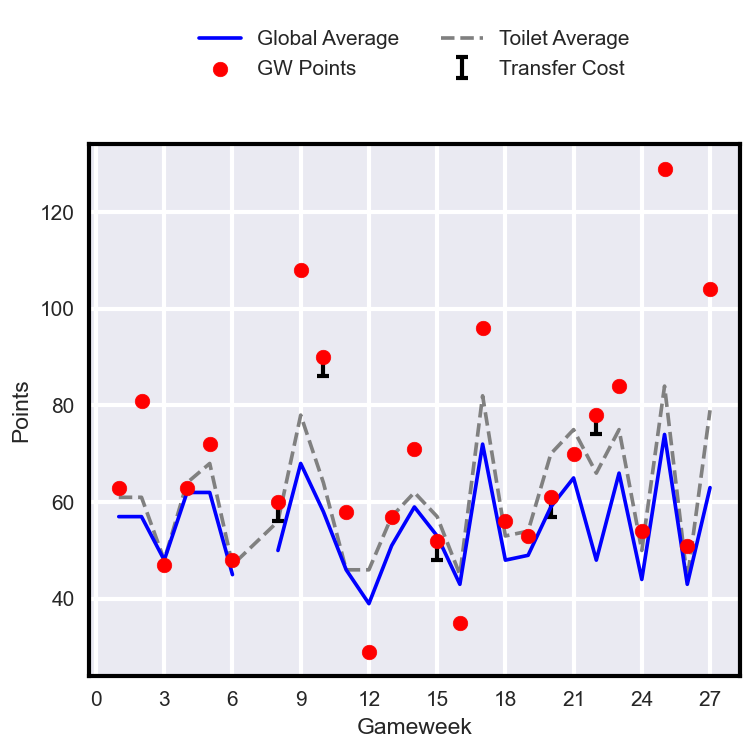 Global Average
Toilet Average
GW Points
Transfer Cost
120
100
80
60
40
Points
0 3 6 9 12 15 18 21 24 27
Gameweek